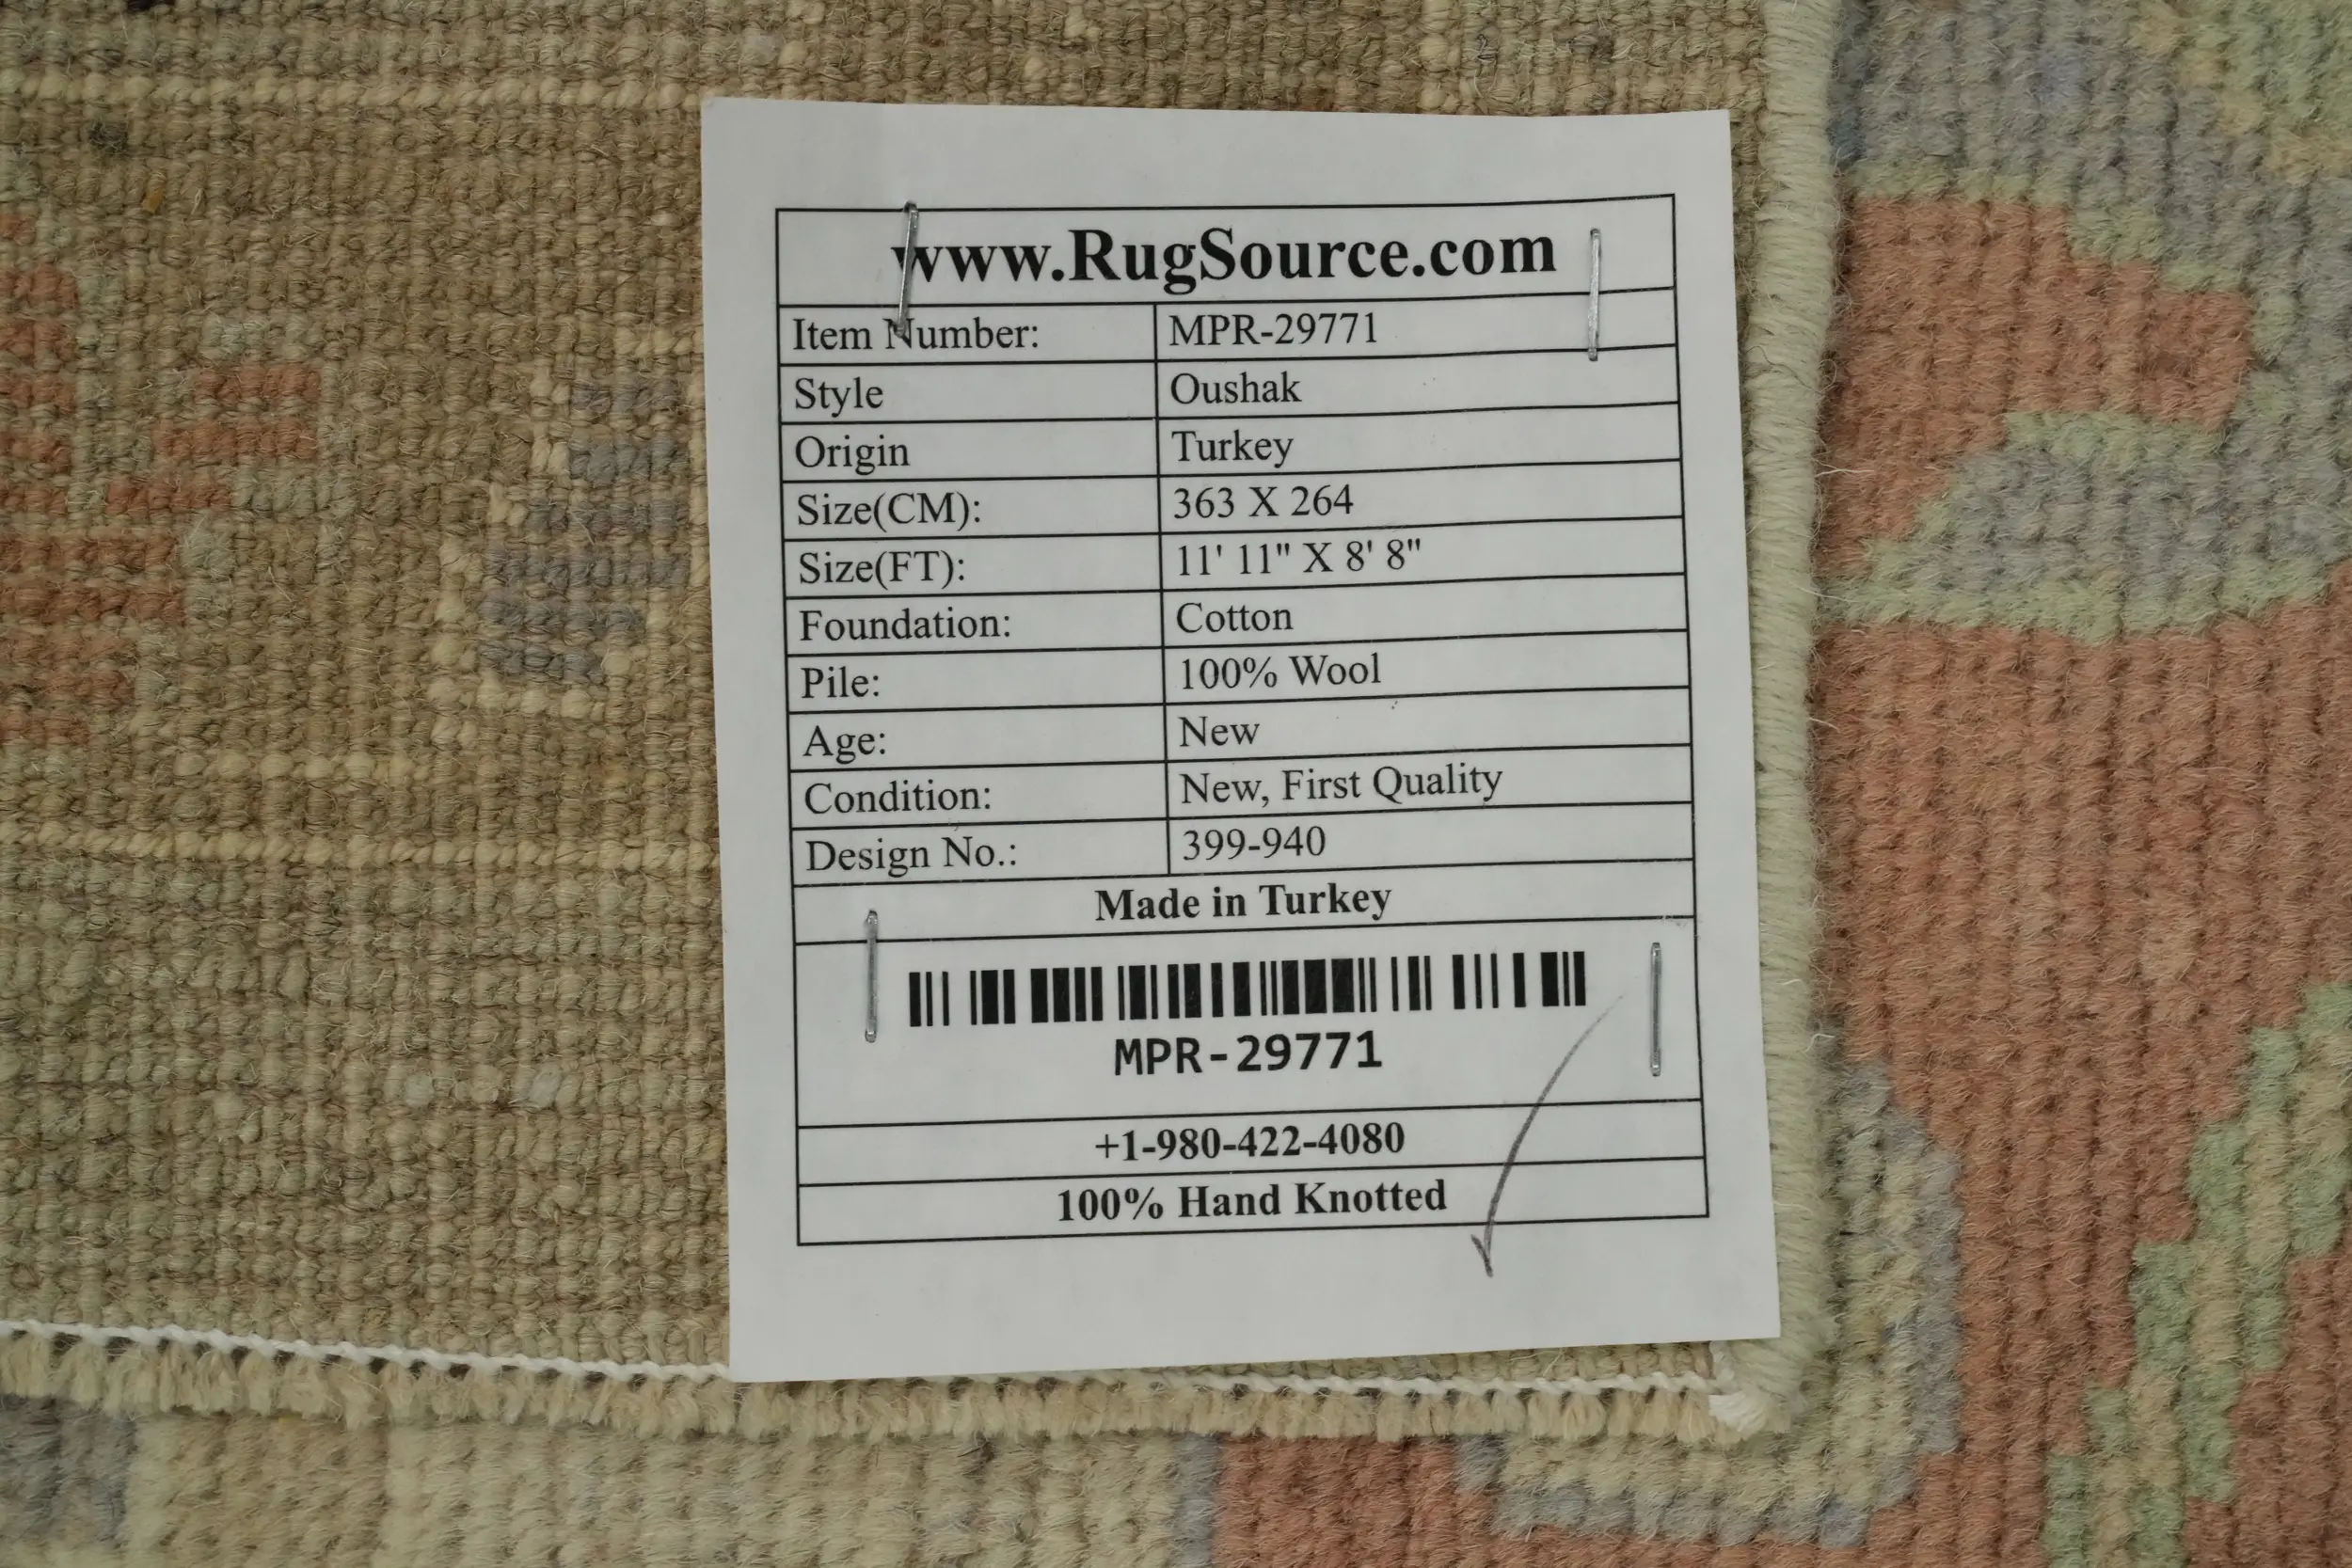 www.RugSource.com
Item Number: MPR-29771
Style Oushak
Origin Turkey
Size(CM): 363 X 264
Size(FT): 11' 11" X 8' 8"
Foundation: Cotton
Pile: 100% Wool
Age: New
Condition: New, First Quality
Design No.: 399-940
Made in Turkey
MPR-29771
+1-980-422-4080
100% Hand Knotted